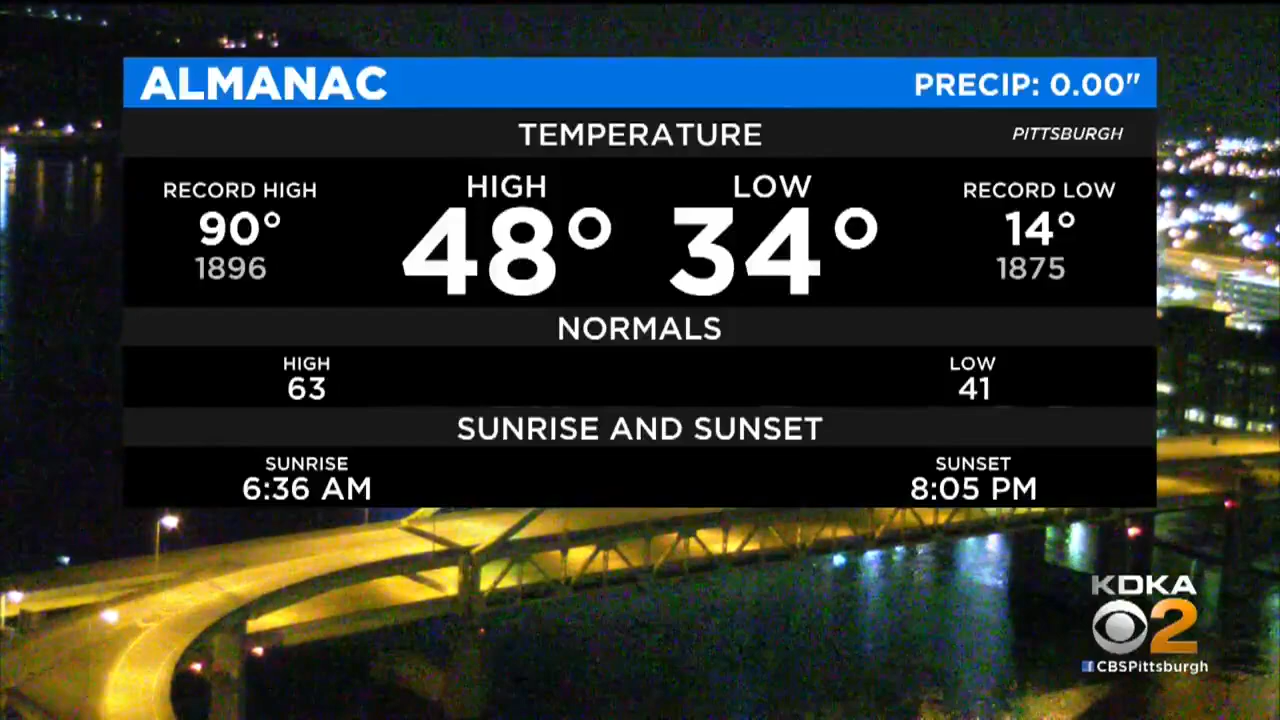 ALMANAC
PRECIP: 0.00"
TEMPERATURE
PITTSBURGH
RECORD HIGH
90°
1896
HIGH
48°
LOW
34°
RECORD LOW
14°
1875
NORMALS
HIGH
63
LOW
41
SUNRISE AND SUNSET
SUNRISE
6:36 AM
SUNSET
8:05 PM
KDKA
2
f CBSPittsburgh